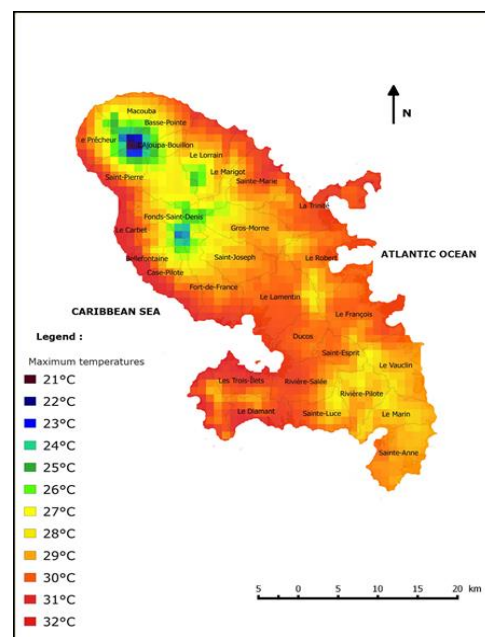 Macouba
Basse-Pointe
e Prêcheur
Ajoupa-Bouillon
Le Lorrain
Le Marigot
Saint-Pierre
Sainte-Marie
La Trinité
Fonds-Saint-Denis
Le Carbet
Gros-Morne
ATLANTIC OCEAN
Bellefontaine
Saint-Joseph
Le Robert
Case-Pilote
Fort-de-France
Le Lamentin
CARIBBEAN SEA
Le François
Ducos
Saint-Esprit
Le Vauclin
Les Trois-Îlets
Rivière-Salée
Rivière-Pilote
Le Diamant
Sainte-Luce
Le Marin
Sainte-Anne
N
Legend :
Maximum temperatures
21°C
22°C
23°C
24°C
25°C
26°C
27°C
28°C
29°C
30°C
31°C
32°C
5 0 5 10 15 20 km